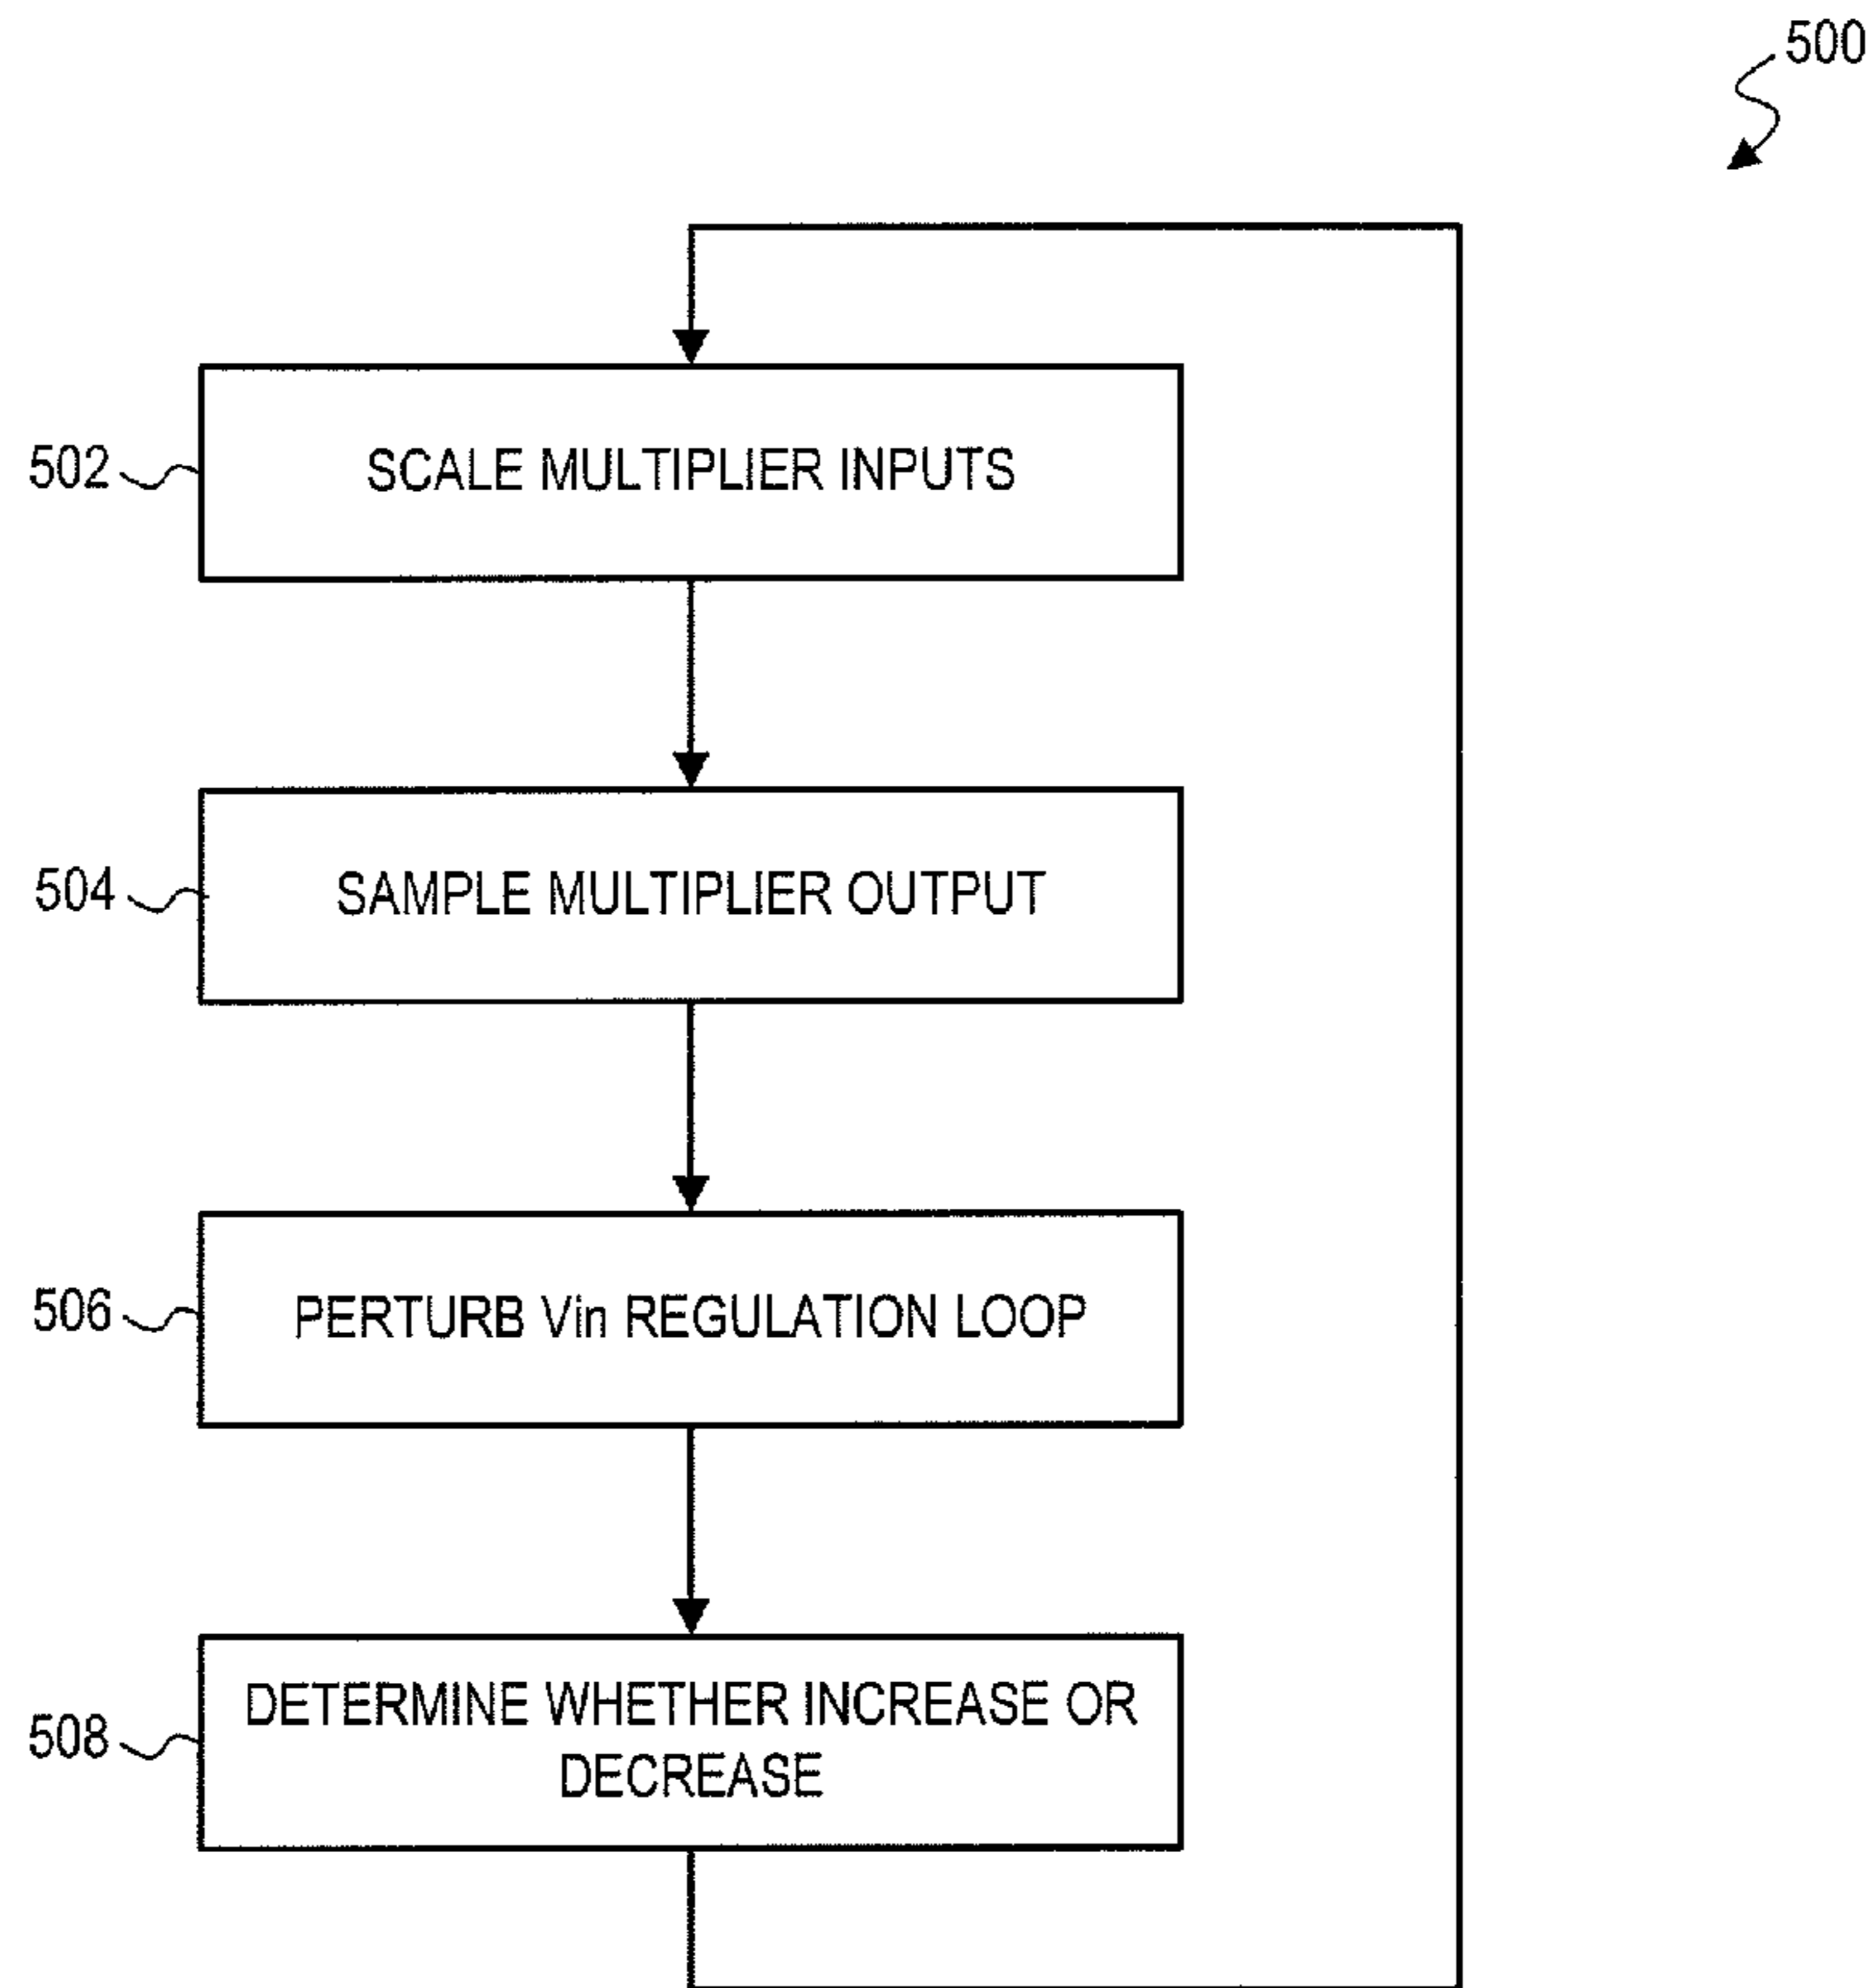 500
502
SCALE MULTIPLIER INPUTS
504
SAMPLE MULTIPLIER OUTPUT
506
PERTURB Vin REGULATION LOOP
508
DETERMINE WHETHER INCREASE OR
DECREASE